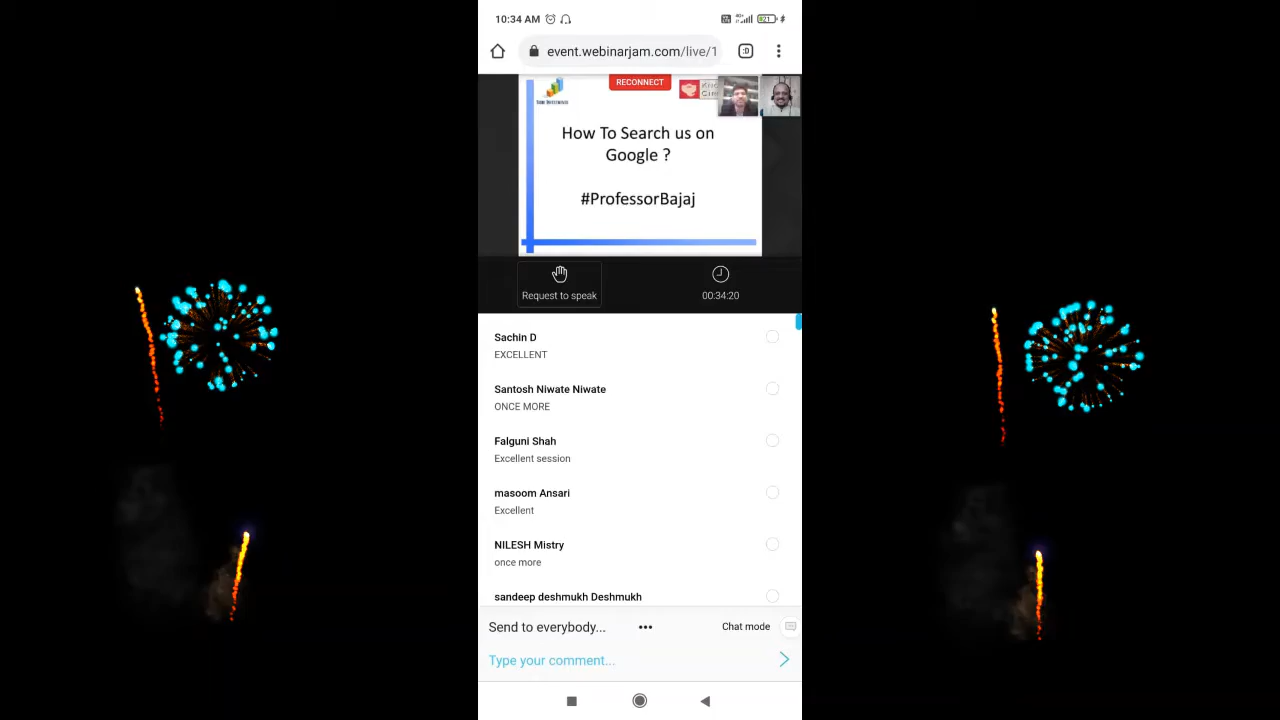 10:34 AM
4G+
21
event.webinarjam.com/live/1
:D
RECONNECT
How To Search us on
Google ?
#ProfessorBajaj
Request to speak
00:34:20
Sachin D
EXCELLENT
Santosh Niwate Niwate
ONCE MORE
Falguni Shah
Excellent session
masoom Ansari
Excellent
NILESH Mistry
once more
sandeep deshmukh Deshmukh
Send to everybody...
Chat mode
Type your comment...